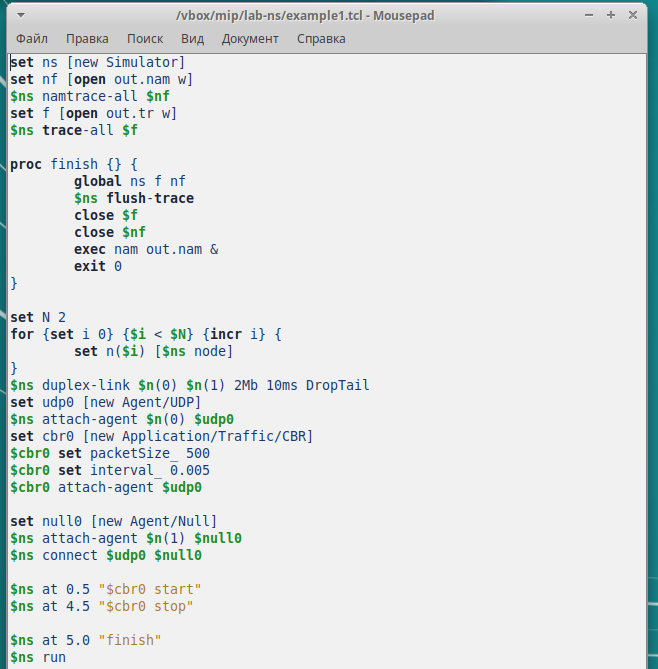 /vbox/mip/lab-ns/example1.tcl - Mousepad
Файл Правка Поиск Вид Документ Справка
set ns [new Simulator]
set nf [open out.nam w]
$ns namtrace-all $nf
set f [open out.tr w]
$ns trace-all $f

proc finish {} {
        global ns f nf
        $ns flush-trace
        close $f
        close $nf
        exec nam out.nam &
        exit 0
}

set N 2
for {set i 0} {$i < $N} {incr i} {
        set n($i) [$ns node]
}
$ns duplex-link $n(0) $n(1) 2Mb 10ms DropTail
set udp0 [new Agent/UDP]
$ns attach-agent $n(0) $udp0
set cbr0 [new Application/Traffic/CBR]
$cbr0 set packetSize_ 500
$cbr0 set interval_ 0.005
$cbr0 attach-agent $udp0

set null0 [new Agent/Null]
$ns attach-agent $n(1) $null0
$ns connect $udp0 $null0

$ns at 0.5 "$cbr0 start"
$ns at 4.5 "$cbr0 stop"

$ns at 5.0 "finish"
$ns run